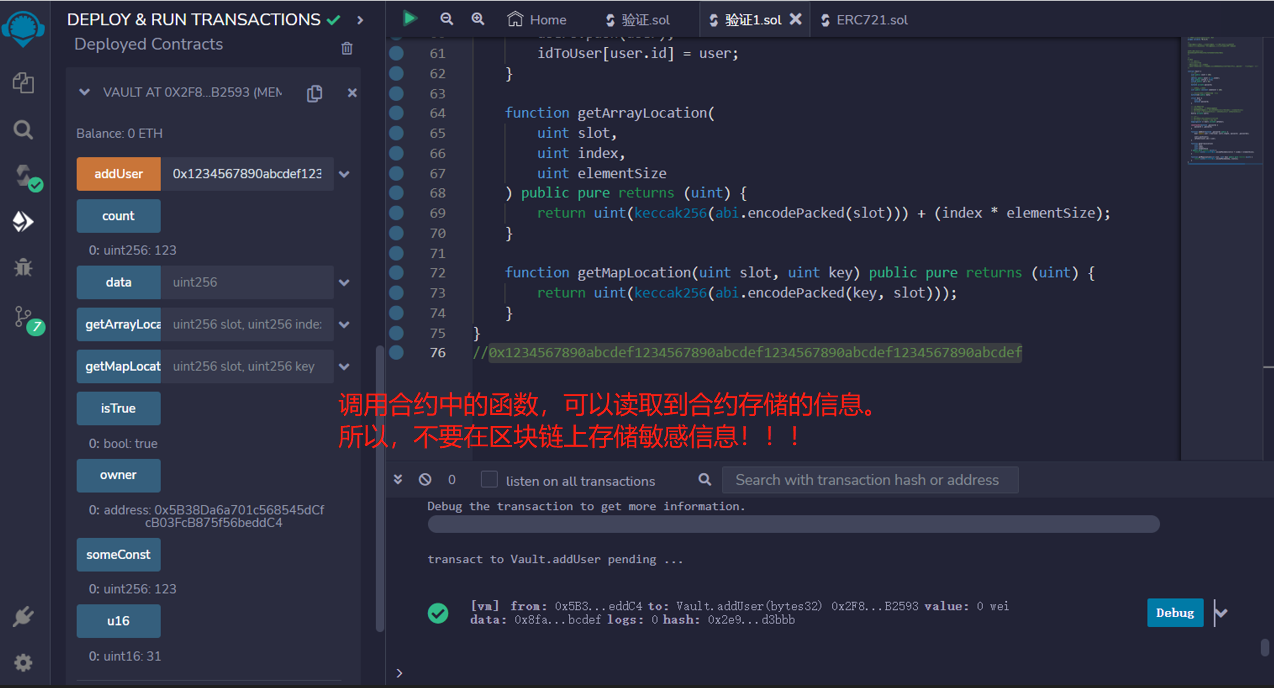 DEPLOY & RUN TRANSACTIONS
Deployed Contracts
VAULT AT 0X2F8...B2593 (MEM
Balance: 0 ETH
addUser 0x1234567890abcdef123
count
0: uint256: 123
data uint256
getArrayLoca uint256 slot, uint256 inde
getMapLocat uint256 slot, uint256 key
isTrue
0: bool: true
owner
0: address: 0x5B38Da6a701c568545dCf
cB03FcB875f56beddC4
someConst
0: uint256: 123
u16
0: uint16: 31
7
Home 验证.sol 验证1.sol ERC721.sol
61 idToUser[user.id] = user;
62 }
63
64 function getArrayLocation(
65 uint slot,
66 uint index,
67 uint elementSize
68 ) public pure returns (uint) {
69 return uint(keccak256(abi.encodePacked(slot))) + (index * elementSize);
70 }
71
72 function getMapLocation(uint slot, uint key) public pure returns (uint) {
73 return uint(keccak256(abi.encodePacked(key, slot)));
74 }
75 }
76 //0x1234567890abcdef1234567890abcdef1234567890abcdef1234567890abcdef
调用合约中的函数，可以读取到合约存储的信息。
所以，不要在区块链上存储敏感信息！！！
0 listen on all transactions Search with transaction hash or address
Debug the transaction to get more information.
transact to Vault.addUser pending ...
[vm] from: 0x5B3...eddC4 to: Vault.addUser(bytes32) 0x2F8...B2593 value: 0 wei
data: 0x8fa...bcdef logs: 0 hash: 0x2e9...d3bbb
Debug